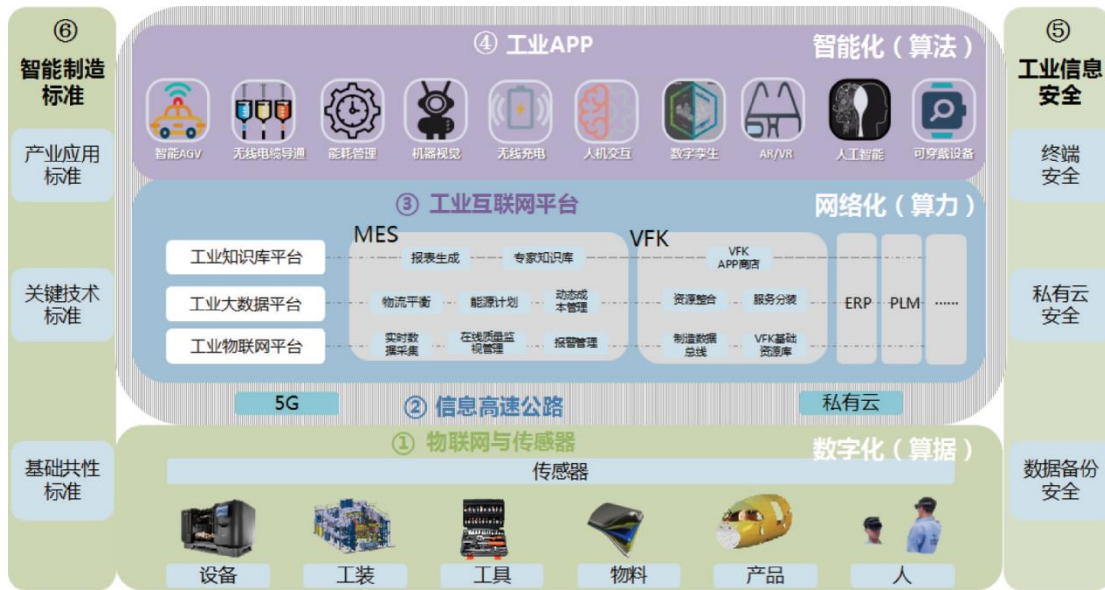 ⑥
智能制造
标准
产业应用
标准
关键技术
标准
基础共性
标准
④ 工业APP
智能化（算法）
智能AGV
无线电缆导通
能耗管理
机器视觉
无线充电
人机交互
数字孪生
AR/VR
人工智能
可穿戴设备
③ 工业互联网平台
网络化（算力）
工业知识库平台
工业大数据平台
工业物联网平台
MES
报表生成
专家知识库
物流平衡
能源计划
动态成
本管理
实时数
据采集
在线质量监
视管理
报警管理
VFK
VFK
APP商店
资源整合
服务分装
制造数据
总线
VFK基础
资源库
ERP
PLM
……
5G
② 信息高速公路
私有云
① 物联网与传感器
数字化（算据）
传感器
设备
工装
工具
物料
产品
人
⑤
工业信息
安全
终端
安全
私有云
安全
数据备份
安全